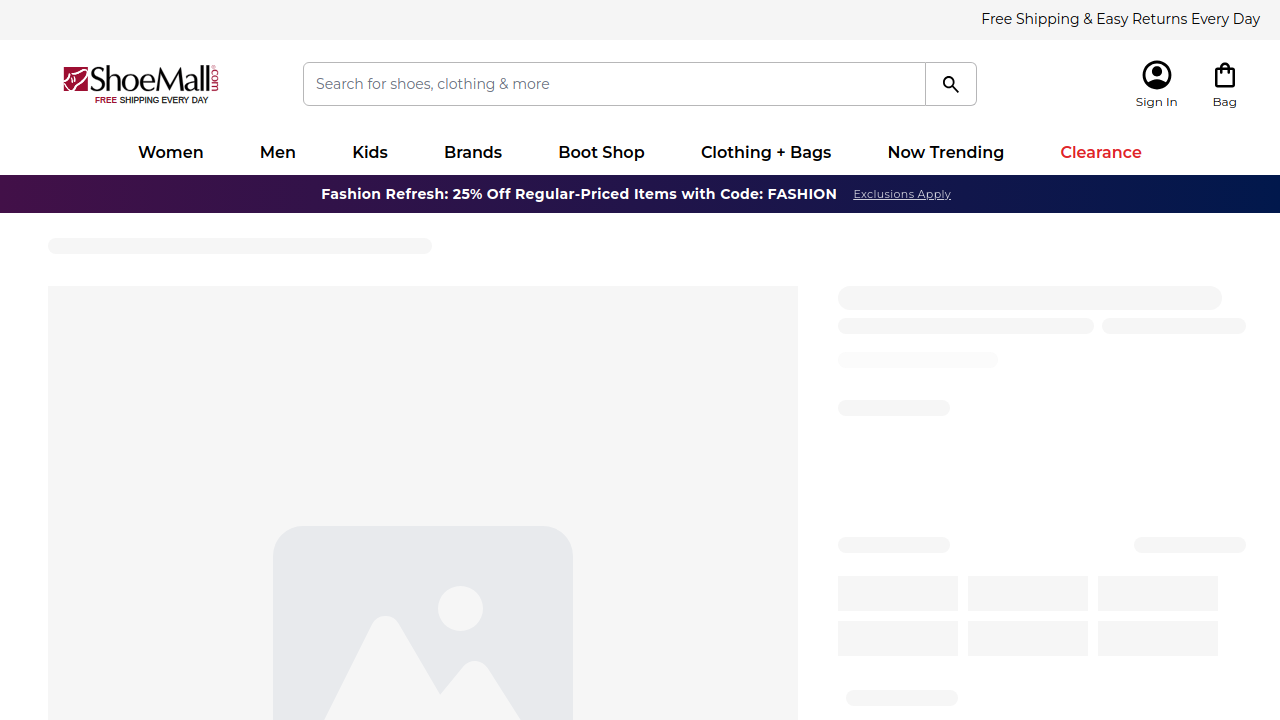 Free Shipping & Easy Returns Every Day
ShoeMall.com
FREE SHIPPING EVERY DAY
Search for shoes, clothing & more
Sign In
Bag
Women Men Kids Brands Boot Shop Clothing + Bags Now Trending Clearance
Fashion Refresh: 25% Off Regular-Priced Items with Code: FASHION Exclusions Apply